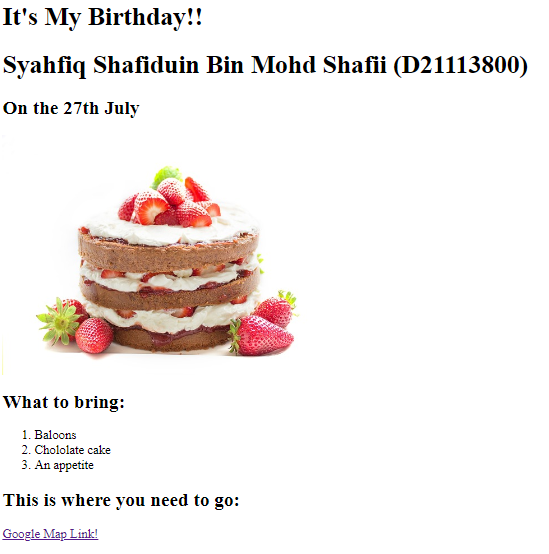 It's My Birthday!!
Syahfiq Shafiduin Bin Mohd Shafii (D21113800)
On the 27th July
What to bring:
1. Baloons
2. Chololate cake
3. An appetite
This is where you need to go:
Google Map Link!